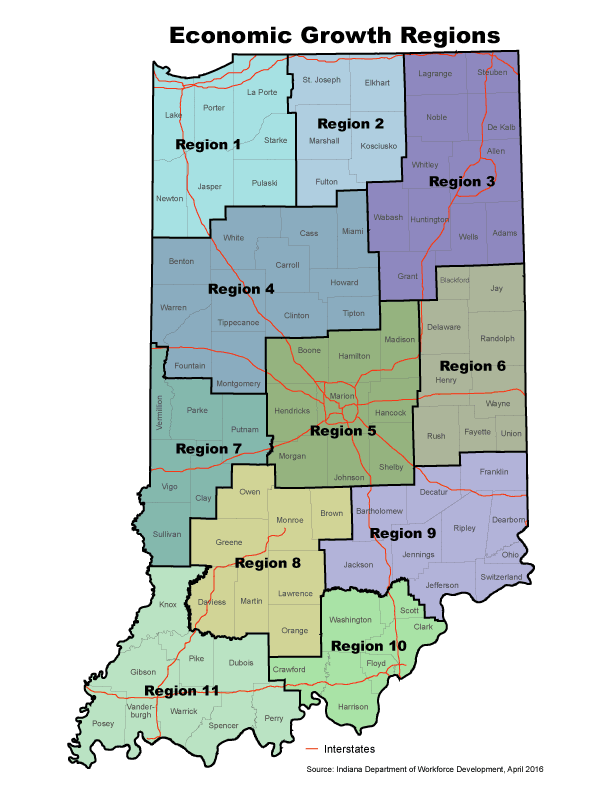 Economic Growth Regions
St. Joseph
Elkhart
Lagrange
Steuben
La Porte
Porter
Lake
Region 1
Starke
Jasper
Pulaski
Newton
Region 2
Marshall
Kosciusko
Fulton
Noble
De Kalb
Allen
Whitley
Region 3
Wabash
Huntington
Wells
Adams
Grant
White
Cass
Miami
Benton
Carroll
Howard
Region 4
Warren
Tippecanoe
Clinton
Tipton
Fountain
Montgomery
Blackford
Jay
Delaware
Randolph
Region 6
Henry
Wayne
Rush
Fayette
Union
Boone
Hamilton
Madison
Marion
Hendricks
Hancock
Region 5
Morgan
Johnson
Shelby
Vermillion
Parke
Putnam
Region 7
Vigo
Clay
Sullivan
Owen
Monroe
Brown
Greene
Region 8
Daviess
Martin
Lawrence
Orange
Franklin
Decatur
Bartholomew
Dearborn
Ripley
Region 9
Jennings
Ohio
Jackson
Jefferson
Switzerland
Knox
Washington
Scott
Clark
Region 10
Crawford
Floyd
Harrison
Gibson
Pike
Dubois
Region 11
Posey
Vander-
burgh
Warrick
Spencer
Perry
Interstates
Source: Indiana Department of Workforce Development, April 2016